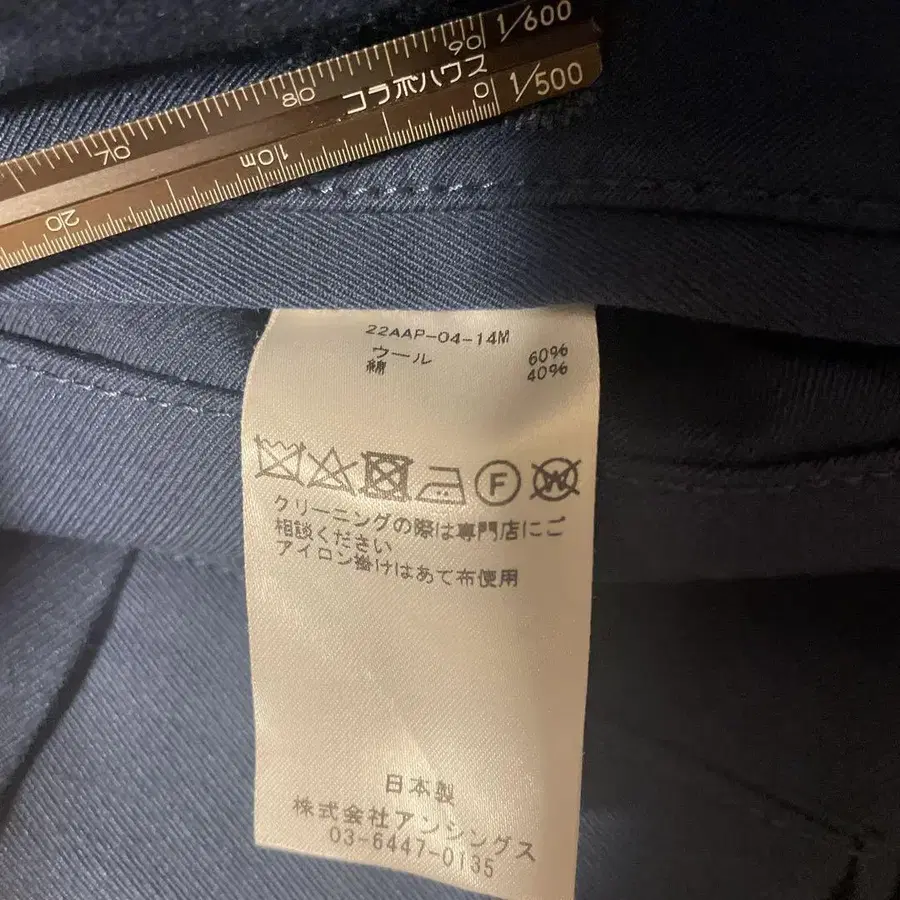 1/600
90 80 70
コラボハウス
1/500
0 10m 20
22AAP-04-14M
ウール 60%
綿 40%
F W
クリーニングの際は専門店にご
相談ください
アイロン掛けはあて布使用
日本製
株式会社アンシングス
03-6447-0135